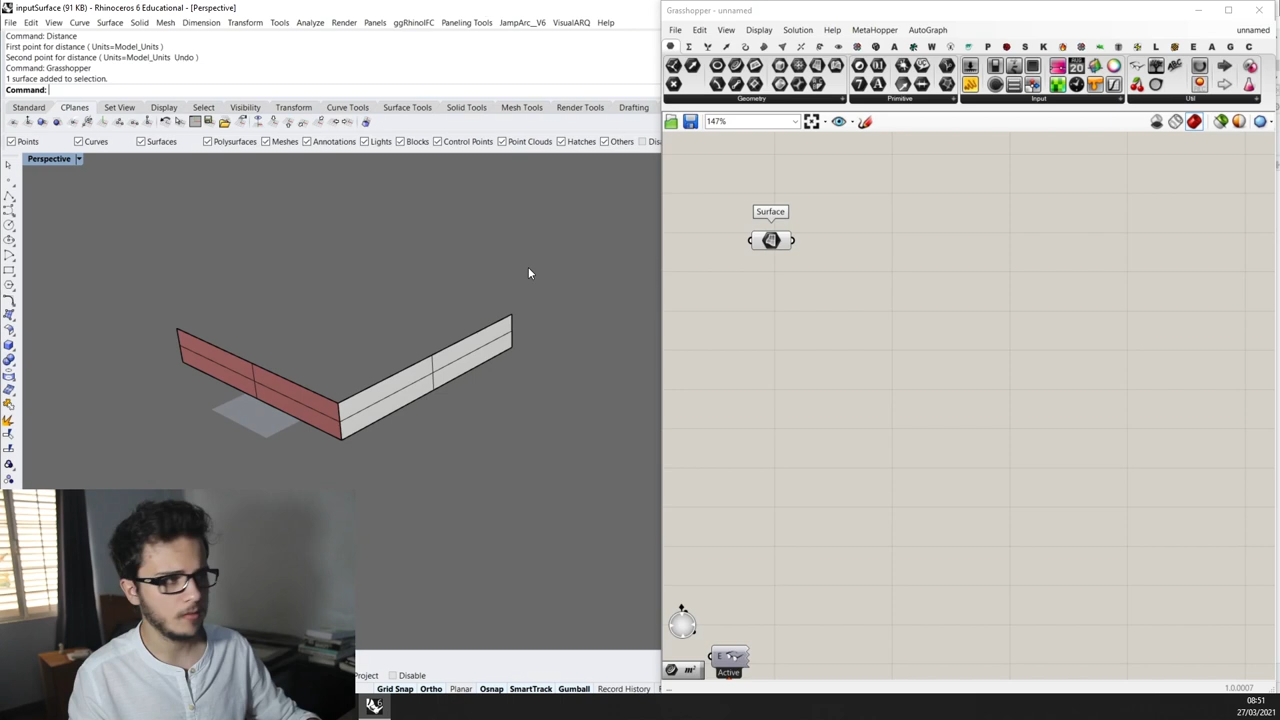 inputSurface (91 KB) - Rhinoceros 6 Educational - [Perspective]
File Edit View Curve Surface Solid Mesh Dimension Transform Tools Analyze Render Panels ggRhinoIFC Paneling Tools JampArc_V6 VisualARQ Help
Command: Distance
First point for distance ( Units=Model_Units )
Second point for distance ( Units=Model_Units Undo )
Command: Grasshopper
1 surface added to selection.
Command:
Standard CPlanes Set View Display Select Visibility Transform Curve Tools Surface Tools Solid Tools Mesh Tools Render Tools Drafting
Points Curves Surfaces Polysurfaces Meshes Annotations Lights Blocks Control Points Point Clouds Hatches Others
Perspective
Project Disable
Grid Snap Ortho Planar Osnap SmartTrack Gumball Record History
Grasshopper - unnamed
File Edit View Display Solution Help MetaHopper AutoGraph unnamed
P S K E L E A G C
Geometry Primitive Input Util
147%
Surface
E
m²
Active
1.0.0007
08:51
27/03/2021